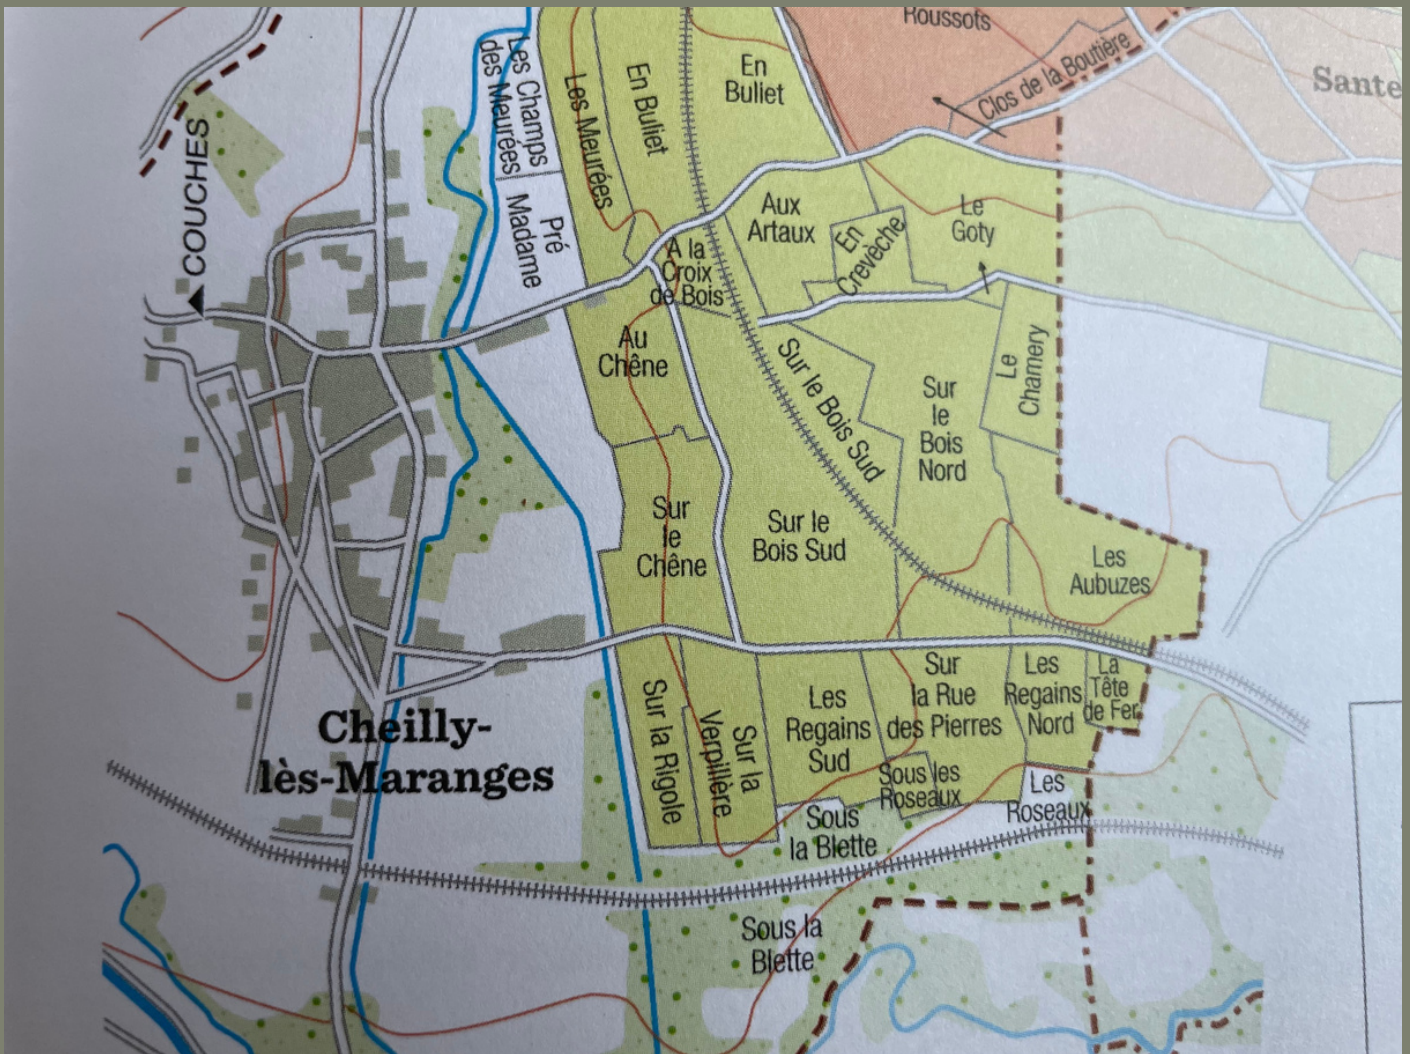 Roussots
Clos de la Boutière
Sante
COUCHES
Les Champs
des Meurées
Pré
Madame
Les Meurées
En Buliet
En
Buliet
Aux
Artaux
En
Crevèche
Le
Goty
A la
Croix
de Bois
Au
Chêne
Sur le Bois Sud
Sur
le
Bois
Nord
Le
Chamery
Sur
le
Chêne
Sur le
Bois Sud
Les
Aubuzes
Sur la Rigole
Sur la
Verpillère
Les
Regains
Sud
Sur
la Rue
des Pierres
Les
Regains
Nord
La
Tête
de Fer
Sous les
Roseaux
Les
Roseaux
Sous
la Blette
Cheilly-
lès-Maranges
Sous la
Blette